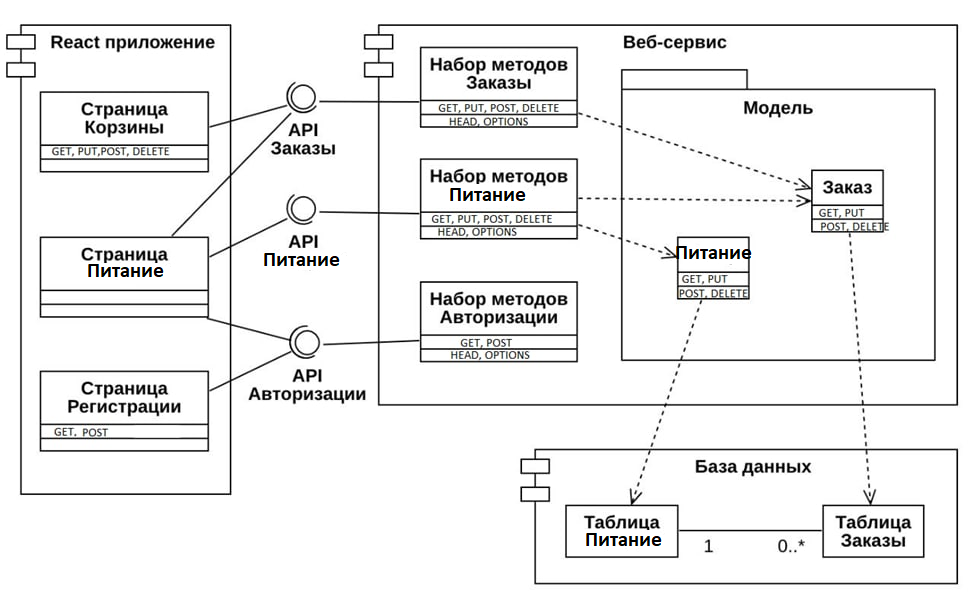 React приложение
Страница
Корзины
GET, PUT,POST, DELETE
Страница
Питание
Страница
Регистрации
GET. POST
API
Заказы
API
Питание
API
Авторизации
Веб-сервис
Набор методов
Заказы
GET, PUT, POST, DELETE
HEAD, OPTIONS
Набор методов
Питание
GET, PUT, POST, DELETE
HEAD, OPTIONS
Набор методов
Авторизации
GET, POST
HEAD, OPTIONS
Модель
Заказ
GET, PUT
POST, DELETE
Питание
GET, PUT
POST, DELETE
База данных
Таблица
Питание
1
0..*
Таблица
Заказы